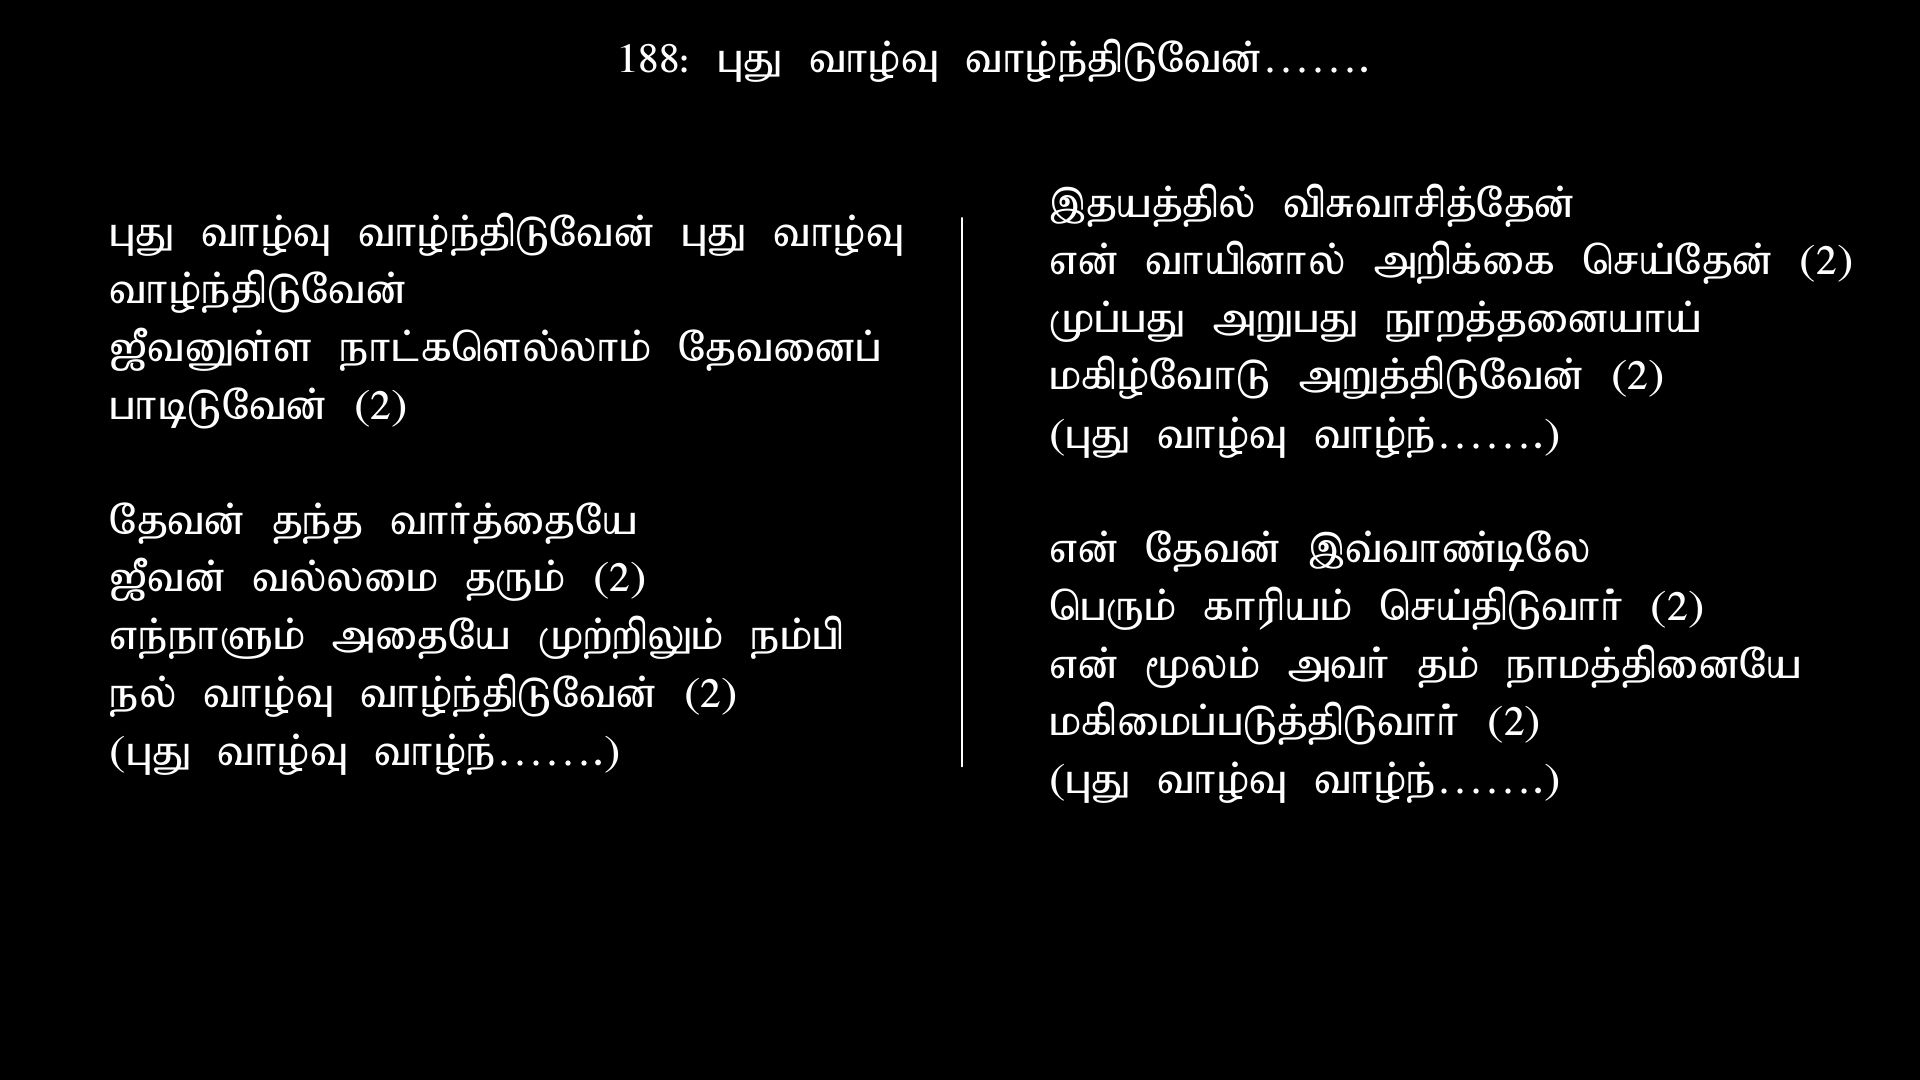 188: புது வாழ்வு வாழ்ந்திடுவேன்.......
புது வாழ்வு வாழ்ந்திடுவேன் புது வாழ்வு
வாழ்ந்திடுவேன்
ஜீவனுள்ள நாட்களெல்லாம் தேவனைப்
பாடிடுவேன் (2)
தேவன் தந்த வார்த்தையே
ஜீவன் வல்லமை தரும் (2)
எந்நாளும் அதையே முற்றிலும் நம்பி
நல் வாழ்வு வாழ்ந்திடுவேன் (2)
(புது வாழ்வு வாழ்ந்.......)
இதயத்தில் விசுவாசித்தேன்
என் வாயினால் அறிக்கை செய்தேன் (2)
முப்பது அறுபது நூறத்தனையாய்
மகிழ்வோடு அறுத்திடுவேன் (2)
(புது வாழ்வு வாழ்ந்.......)
என் தேவன் இவ்வாண்டிலே
பெரும் காரியம் செய்திடுவார் (2)
என் மூலம் அவர் தம் நாமத்தினையே
மகிமைப்படுத்திடுவார் (2)
(புது வாழ்வு வாழ்ந்.......)